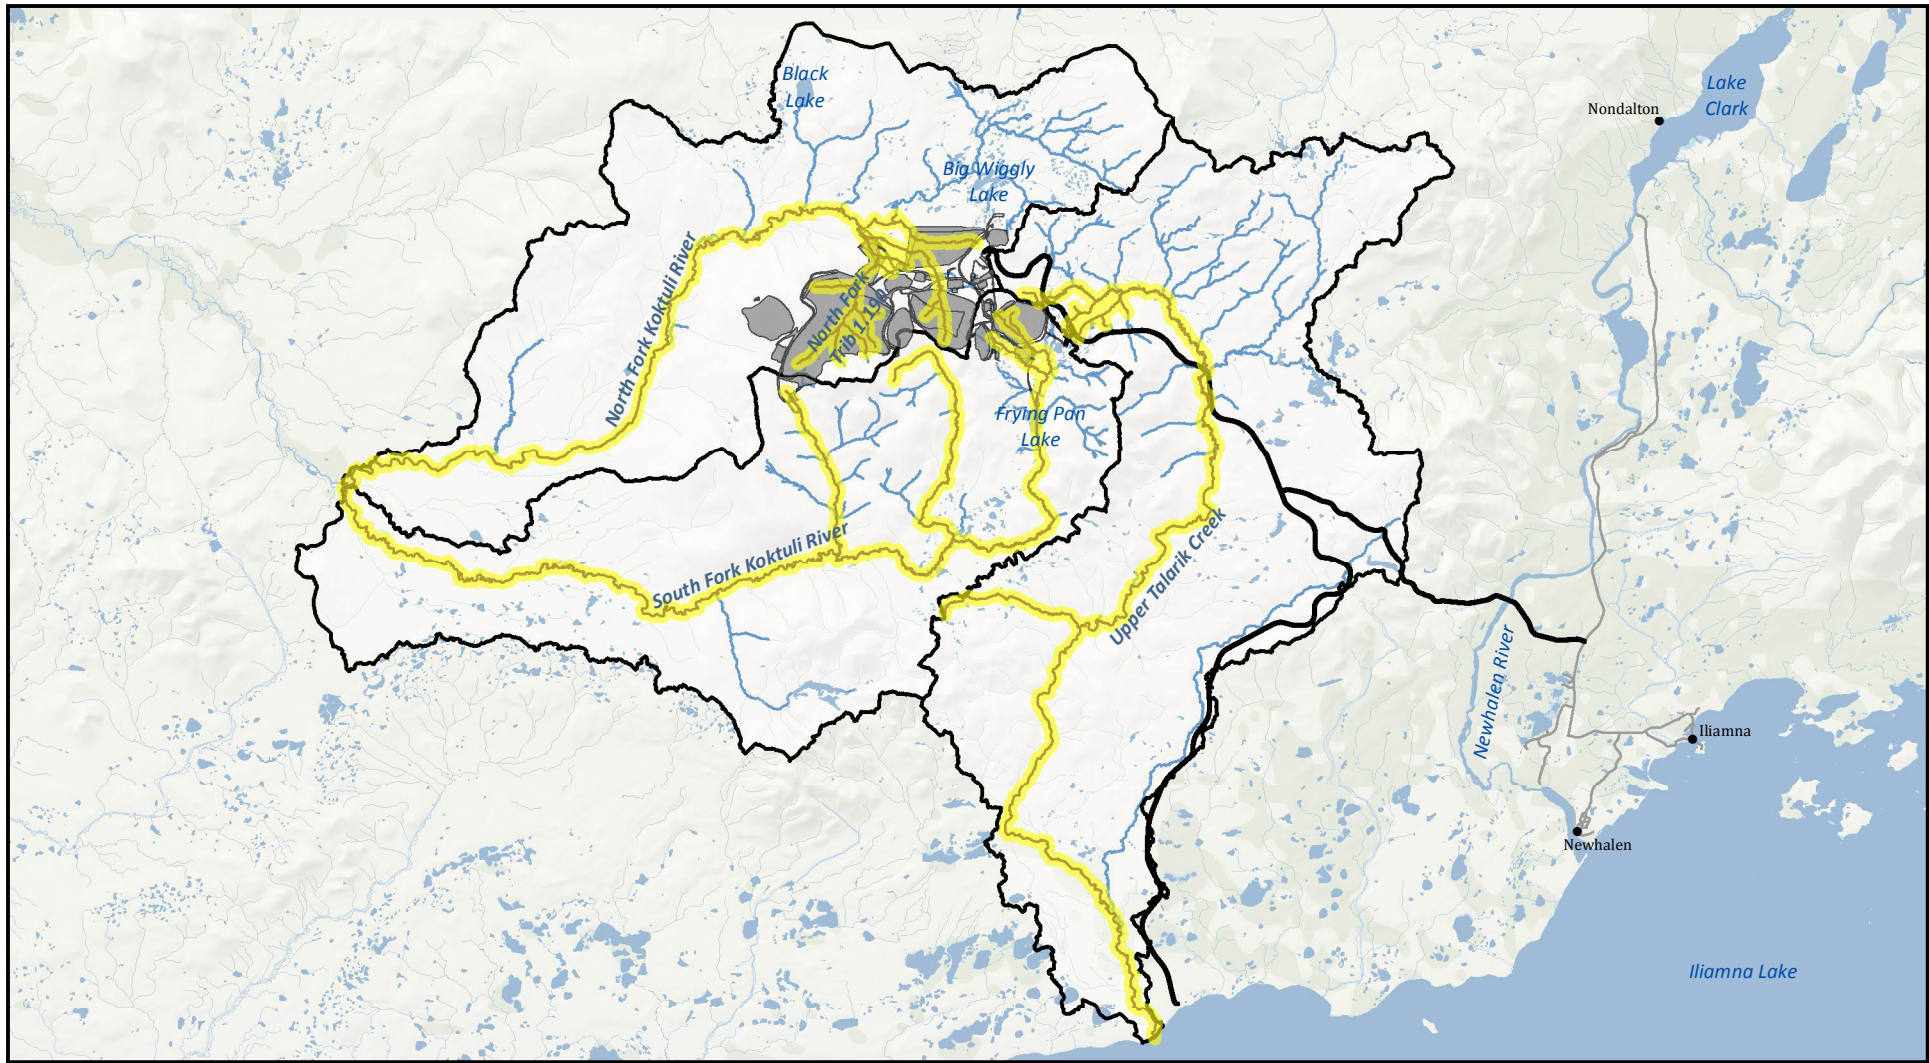 Black
Lake
Lake
Clark
Nondalton
Big Wiggly
Lake
North Fork Koktuli River
North Fork
Trib 1.190
Frying Pan
Lake
South Fork Koktuli River
Upper Talarik Creek
Newhalen River
Iliamna
Newhalen
Iliamna Lake